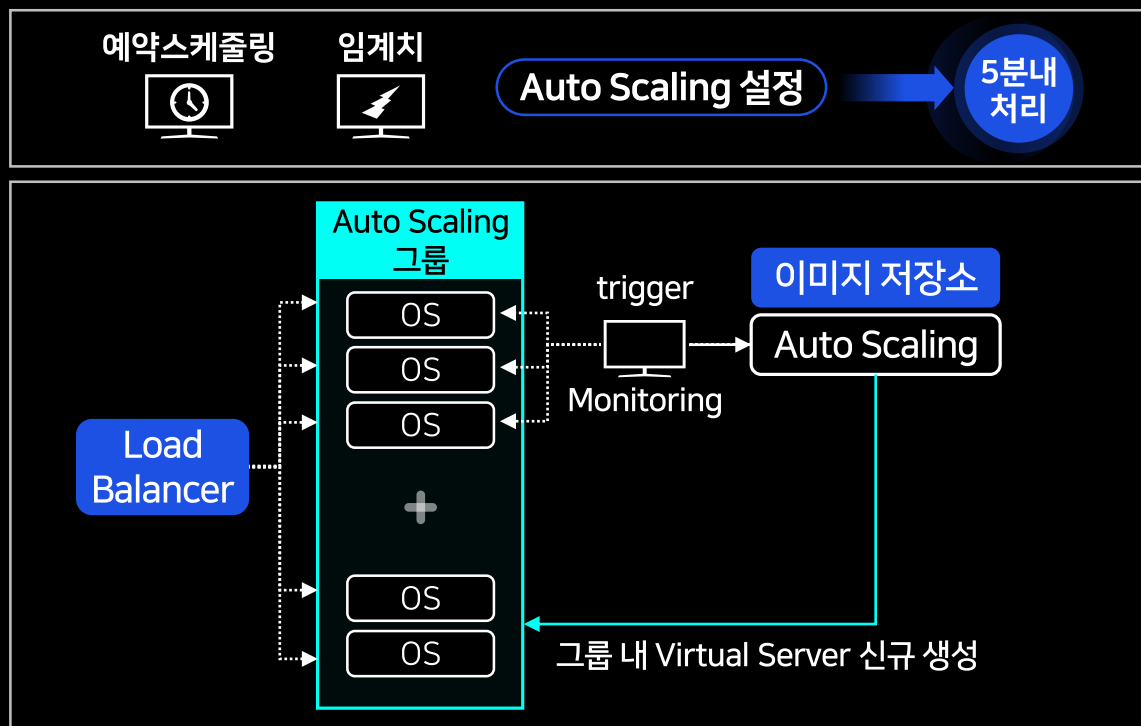 예약스케줄링
임계치
Auto Scaling 설정
5분내
처리
Auto Scaling
그룹
OS
OS
OS
OS
OS
Load
Balancer
trigger
Monitoring
이미지 저장소
Auto Scaling
그룹 내 Virtual Server 신규 생성